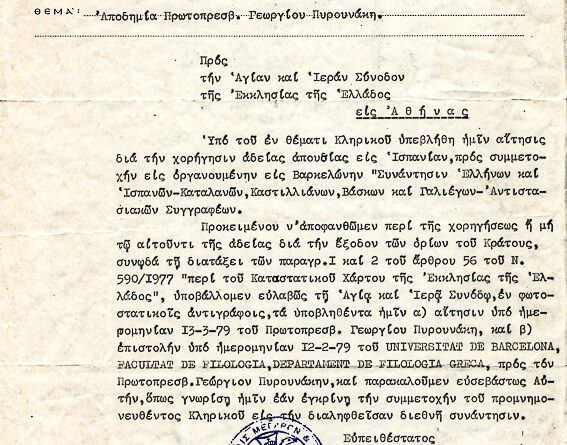 ΘΕΜΑ: Ἀποδημία Πρωτοπρεσβ. Γεωργίου Πυρουνάκη.
Πρός
τήν Ἁγίαν καί Ἱεράν Σύνοδον
τῆς Ἐκκλησίας τῆς Ἑλλάδος
εἰς Ἀθήνας
Ὑπό τοῦ ἐν θέματι Κληρικοῦ ὑπεβλήθη ἡμῖν αἴτησις
διά τήν χορήγησιν ἀδείας ἀπουσίας εἰς Ἱσπανίαν,πρός συμμετο-
χήν εἰς ὀργανουμένην εἰς Βαρκελώνην "Συνάντησιν Ἑλλήνων καί
Ἱσπανῶν-Καταλανῶν,Καστιλλιάνων,Βάσκων καί Γαλιέγων-Ἀντιστα-
σιακῶν Συγγραφέων.
Προκειμένου ν'ἀποφανθῶμεν περί τῆς χορηγήσεως ἤ μή
τῷ αἰτοῦντι τῆς ἀδείας διά τήν ἔξοδον τῶν ὁρίων τοῦ Κράτους,
συνῳδά τῇ διατάξει τῶν παραγρ.Ι καί 2 τοῦ ἄρθρου 56 τοῦ Ν.
590/1977 "περί τοῦ Καταστατικοῦ Χάρτου τῆς Ἐκκλησίας τῆς Ἑλ-
λάδος", ὑποβάλλομεν εὐλαβῶς τῇ Ἁγίᾳ καί Ἱερᾷ Συνόδῳ,ἐν φωτο-
στατικοῖς ἀντιγράφοις,τά ὑποβληθέντα ἡμῖν α) αἴτησιν ὑπό ἡμε-
ρομηνίαν 13-3-79 τοῦ Πρωτοπρεσβ. Γεωργίου Πυρουνάκη, καί β)
ἐπιστολήν ὑπό ἡμερομηνίαν 12-2-79 τοῦ UNIVERSITAT DE BARCELONA,
FACULTAT DE FILOLOGIA,DEPARTAMENT DE FILOLOGIA GRECA, πρός τόν
Πρωτοπρεσβ.Γεώργιον Πυρουνάκην,καί παρακαλοῦμεν εὐσεβάστως Αὐ-
τήν,ὅπως γνωρίσῃ ἡμῖν ἐάν ἐγκρίνῃ τήν συμμετοχήν τοῦ προμνημο-
νευθέντος Κληρικοῦ εἰς τήν διαληφθεῖσαν διεθνῆ συνάντησιν.
ΜΕΓΑΡΩΝ
Εὐπειθέστατος